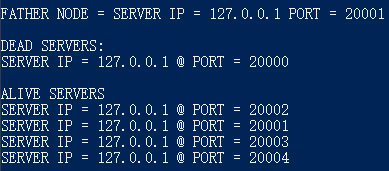 FATHER NODE = SERVER IP = 127.0.0.1 PORT = 20001
DEAD SERVERS:
SERVER IP = 127.0.0.1 @ PORT = 20000
ALIVE SERVERS
SERVER IP = 127.0.0.1 @ PORT = 20002
SERVER IP = 127.0.0.1 @ PORT = 20001
SERVER IP = 127.0.0.1 @ PORT = 20003
SERVER IP = 127.0.0.1 @ PORT = 20004